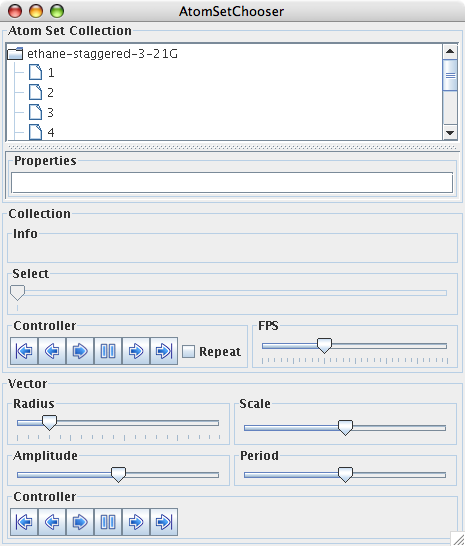 AtomSetChooser
Atom Set Collection
ethane-staggered-3-21G
1
2
3
4
Properties
Collection
Info
Select
Controller
FPS
Repeat
Vector
Radius
Scale
Amplitude
Period
Controller